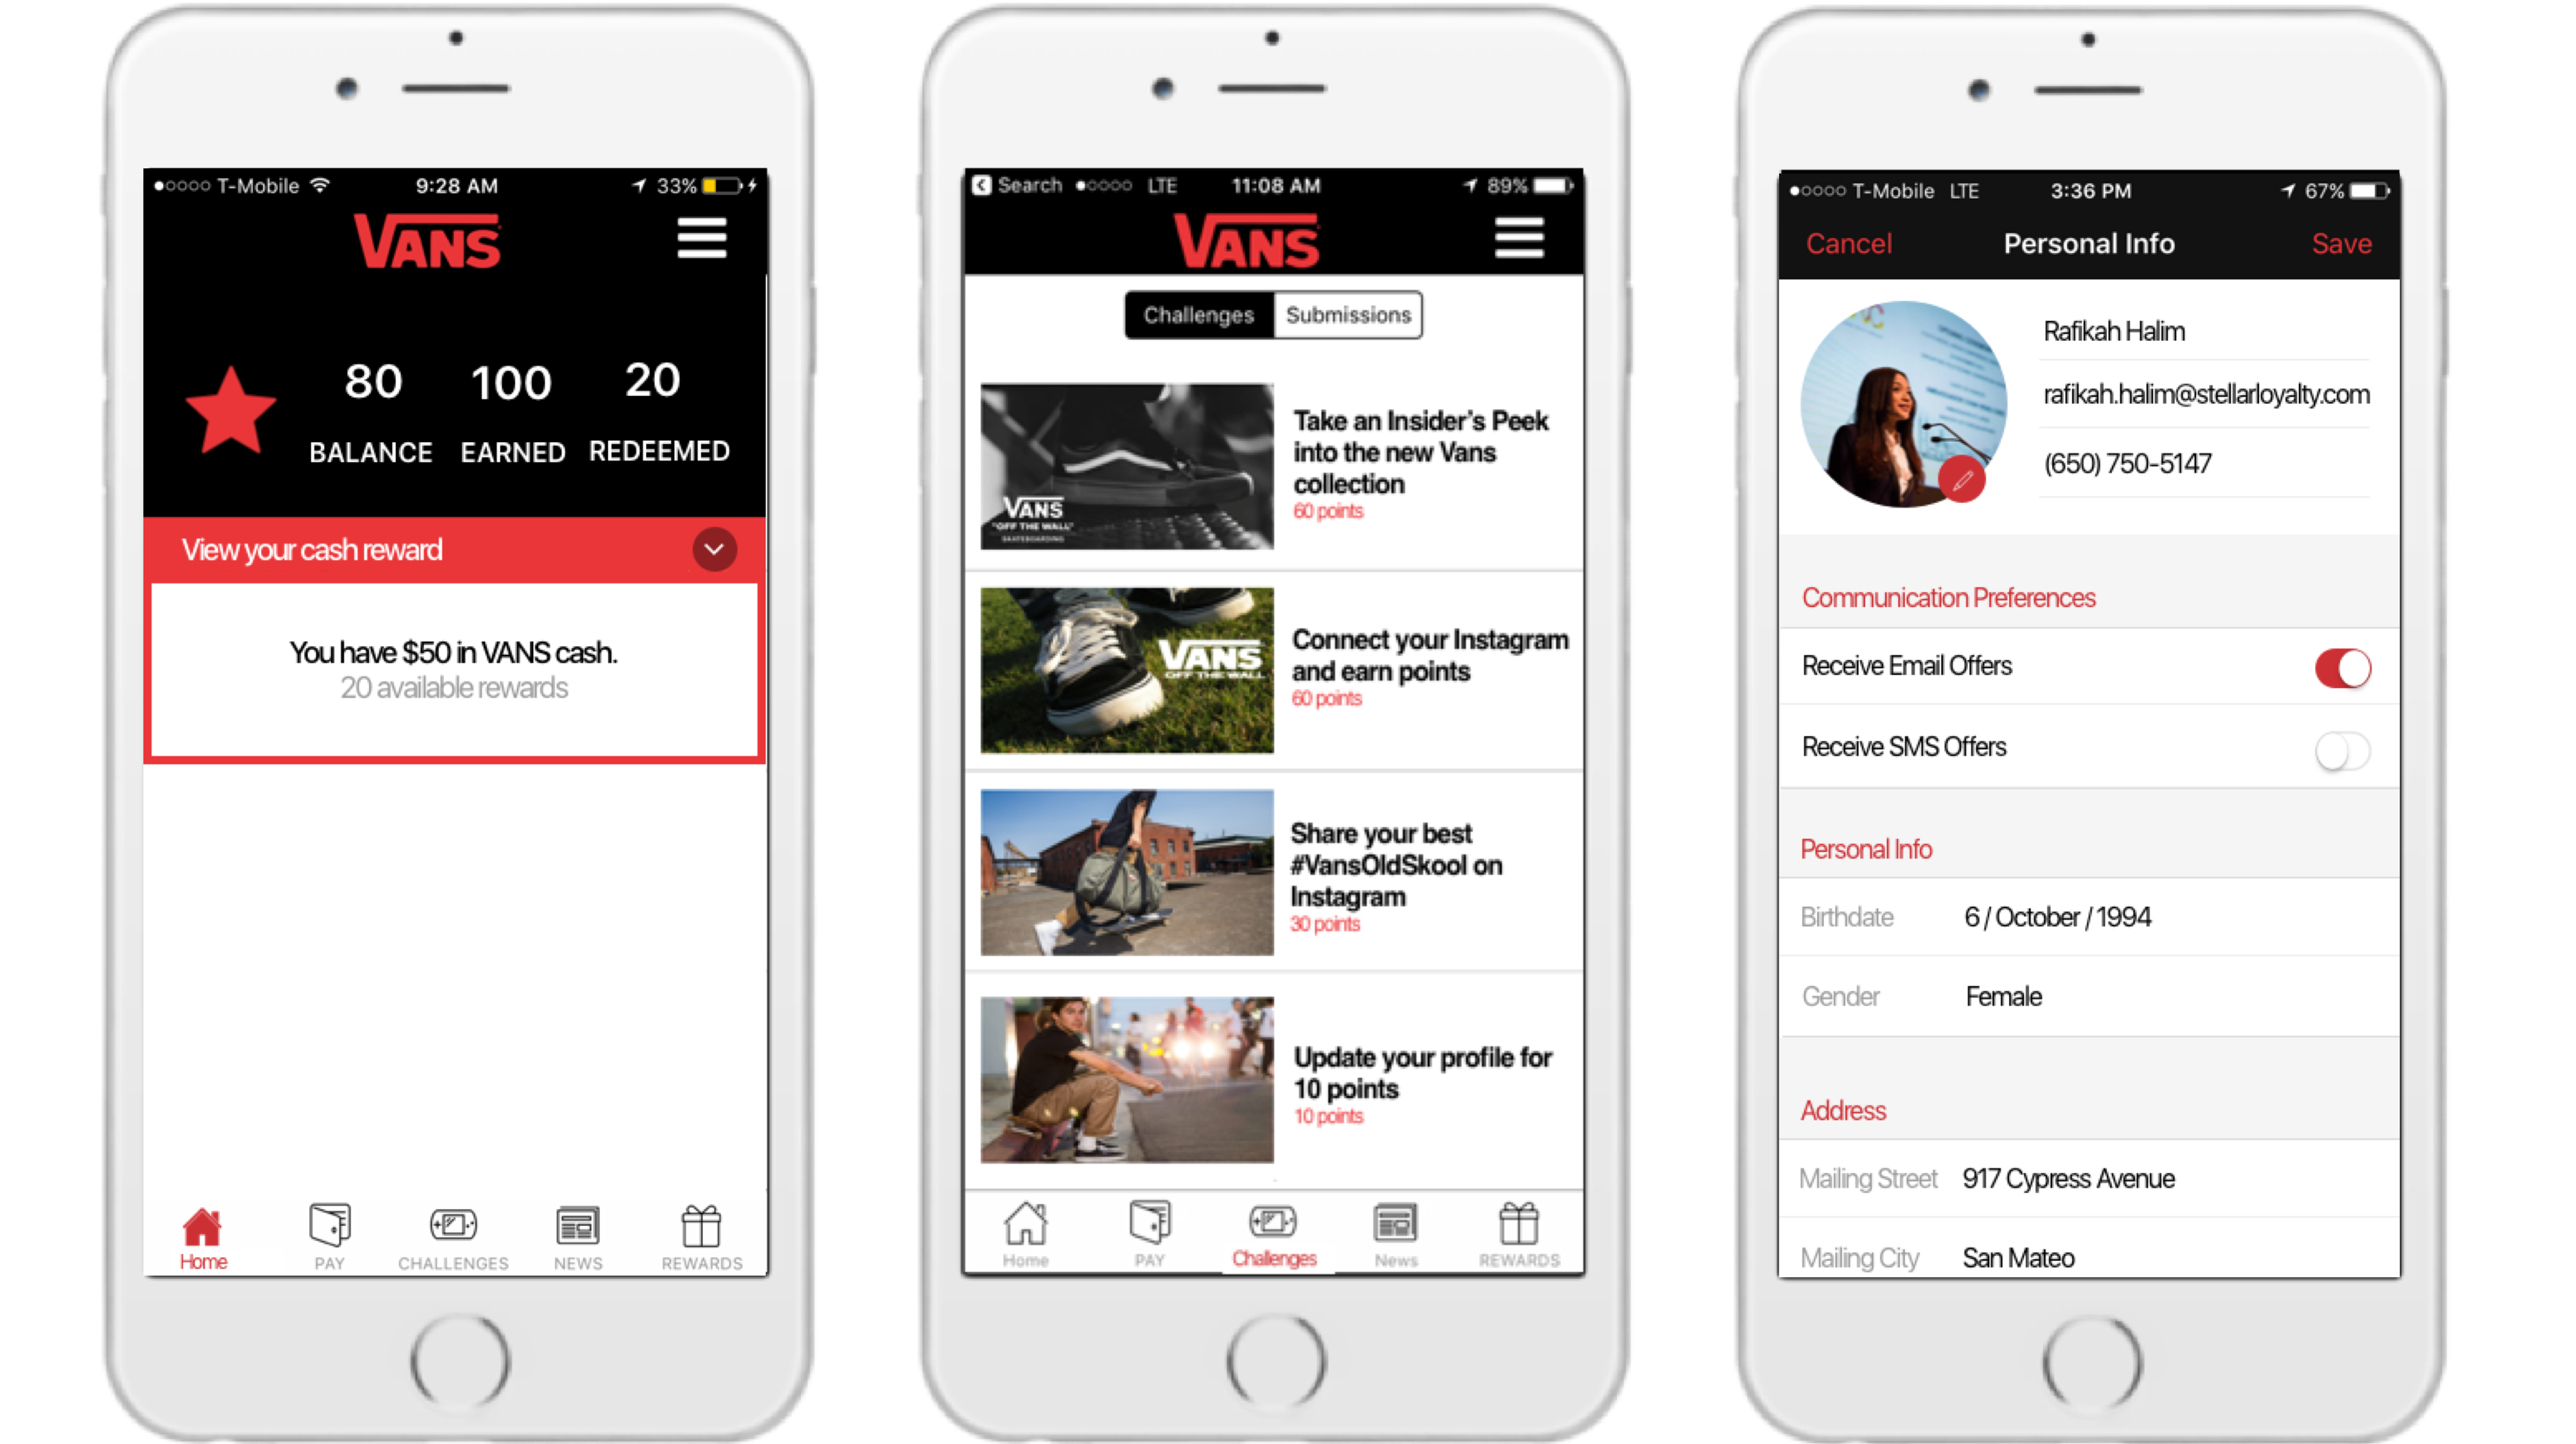 T-Mobile 9:28 AM 33%
VANS
80 100 20
BALANCE EARNED REDEEMED
View your cash reward
You have $50 in VANS cash.
20 available rewards
Home PAY CHALLENGES NEWS REWARDS
Search LTE 11:08 AM 89%
VANS
Challenges Submissions
VANS
"OFF THE WALL"
SKATEBOARDING
Take an Insider's Peek
into the new Vans
collection
60 points
VANS
OFF THE WALL
Connect your Instagram
and earn points
60 points
Share your best
#VansOldSkool on
Instagram
30 points
Update your profile for
10 points
10 points
Home PAY Challenges News REWARDS
T-Mobile LTE 3:36 PM 67%
Cancel Personal Info Save
Rafikah Halim
rafikah.halim@stellarloyalty.com
(650) 750-5147
Communication Preferences
Receive Email Offers
Receive SMS Offers
Personal Info
Birthdate 6 / October / 1994
Gender Female
Address
Mailing Street 917 Cypress Avenue
Mailing City San Mateo